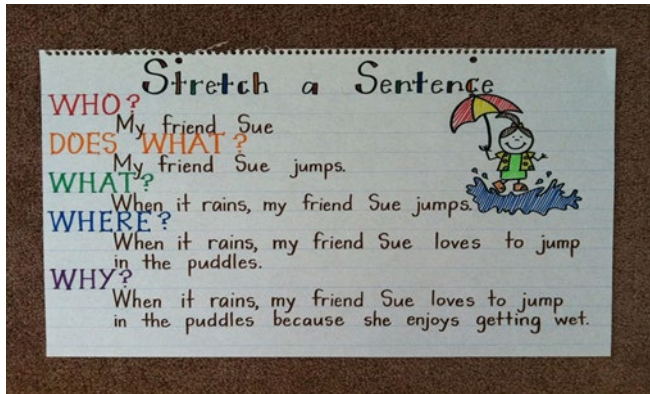 Stretch a Sentence
WHO?
My friend Sue
DOES WHAT?
My friend Sue jumps.
WHAT?
When it rains, my friend Sue jumps.
WHERE?
When it rains, my friend Sue loves to jump
in the puddles.
WHY?
When it rains, my friend Sue loves to jump
in the puddles because she enjoys getting wet.